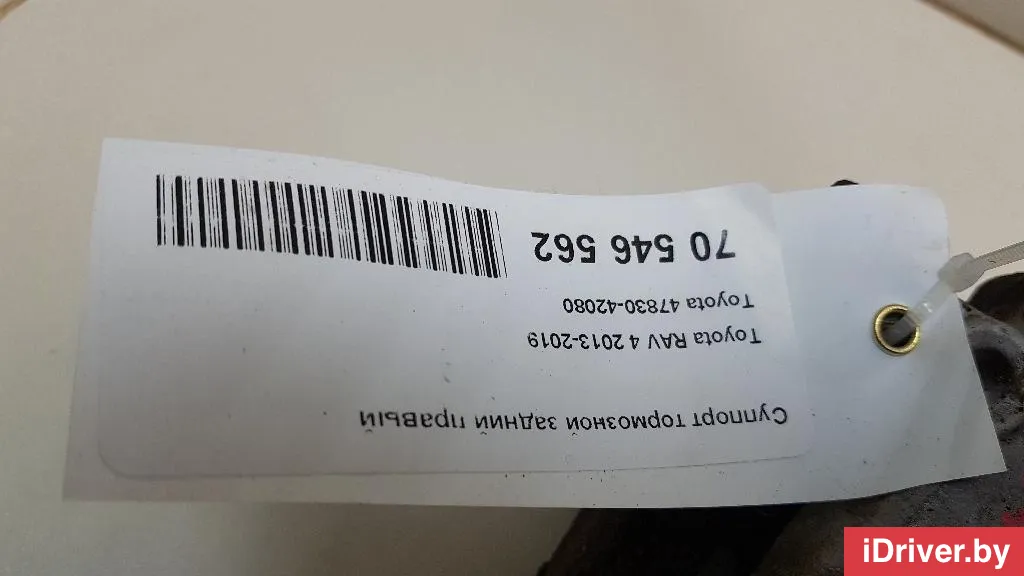 Суппорт тормозной задний правый
Toyota RAV 4 2013-2019
Toyota 47830-42080
70 546 562
iDriver.by